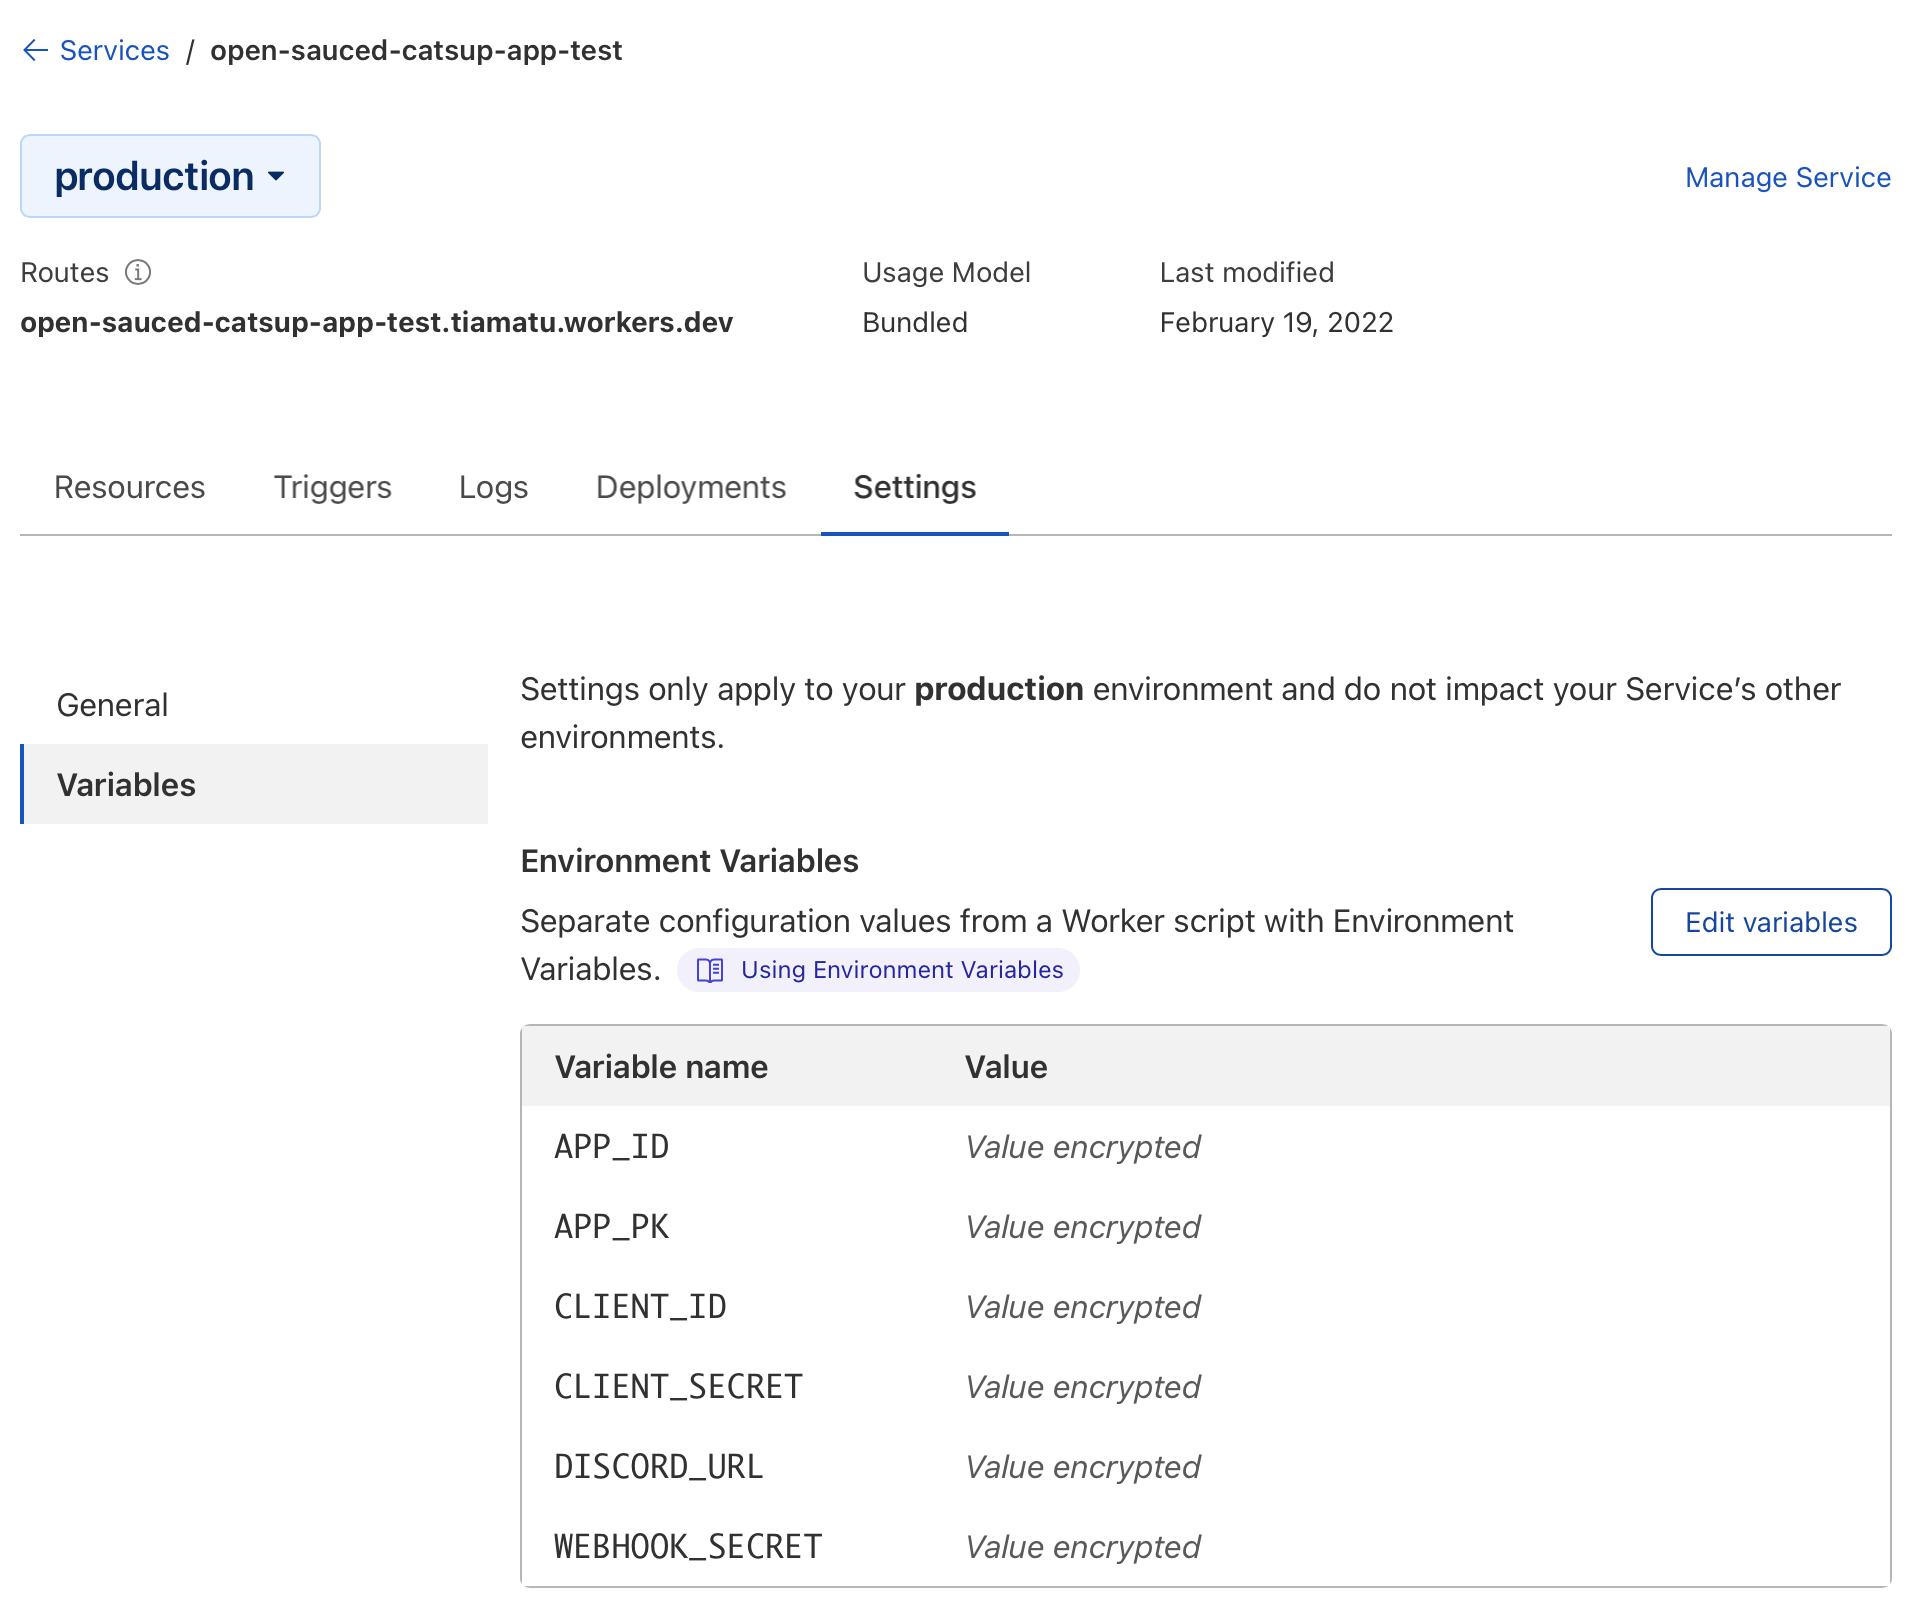 Services / open-sauced-catsup-app-test
production
Manage Service
Routes
Usage Model
Last modified
open-sauced-catsup-app-test.tiamatu.workers.dev
Bundled
February 19, 2022
Resources
Triggers
Logs
Deployments
Settings
General
Variables
Settings only apply to your production environment and do not impact your Service’s other
environments.
Environment Variables
Separate configuration values from a Worker script with Environment
Variables. Using Environment Variables
Edit variables
Variable name Value
APP_ID Value encrypted
APP_PK Value encrypted
CLIENT_ID Value encrypted
CLIENT_SECRET Value encrypted
DISCORD_URL Value encrypted
WEBHOOK_SECRET Value encrypted